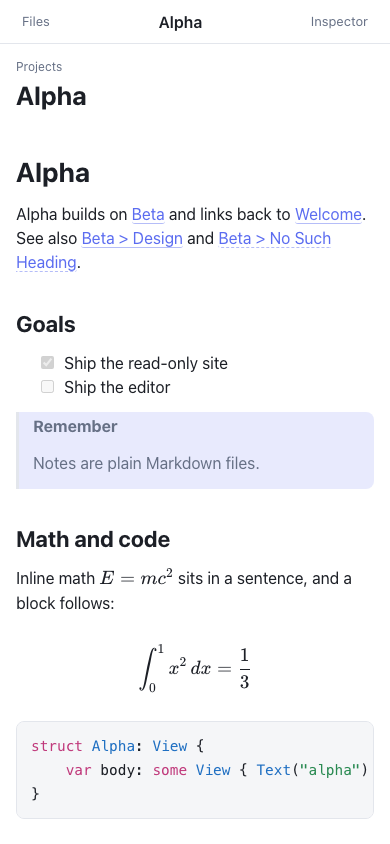 Files Alpha Inspector
Projects
Alpha
Alpha
Alpha builds on Beta and links back to Welcome.
See also Beta > Design and Beta > No Such
Heading.
Goals
Ship the read-only site
Ship the editor
Remember
Notes are plain Markdown files.
Math and code
Inline math E = mc² sits in a sentence, and a
block follows:
∫₀¹ x² dx = 1/3
struct Alpha: View {
    var body: some View { Text("alpha")
}